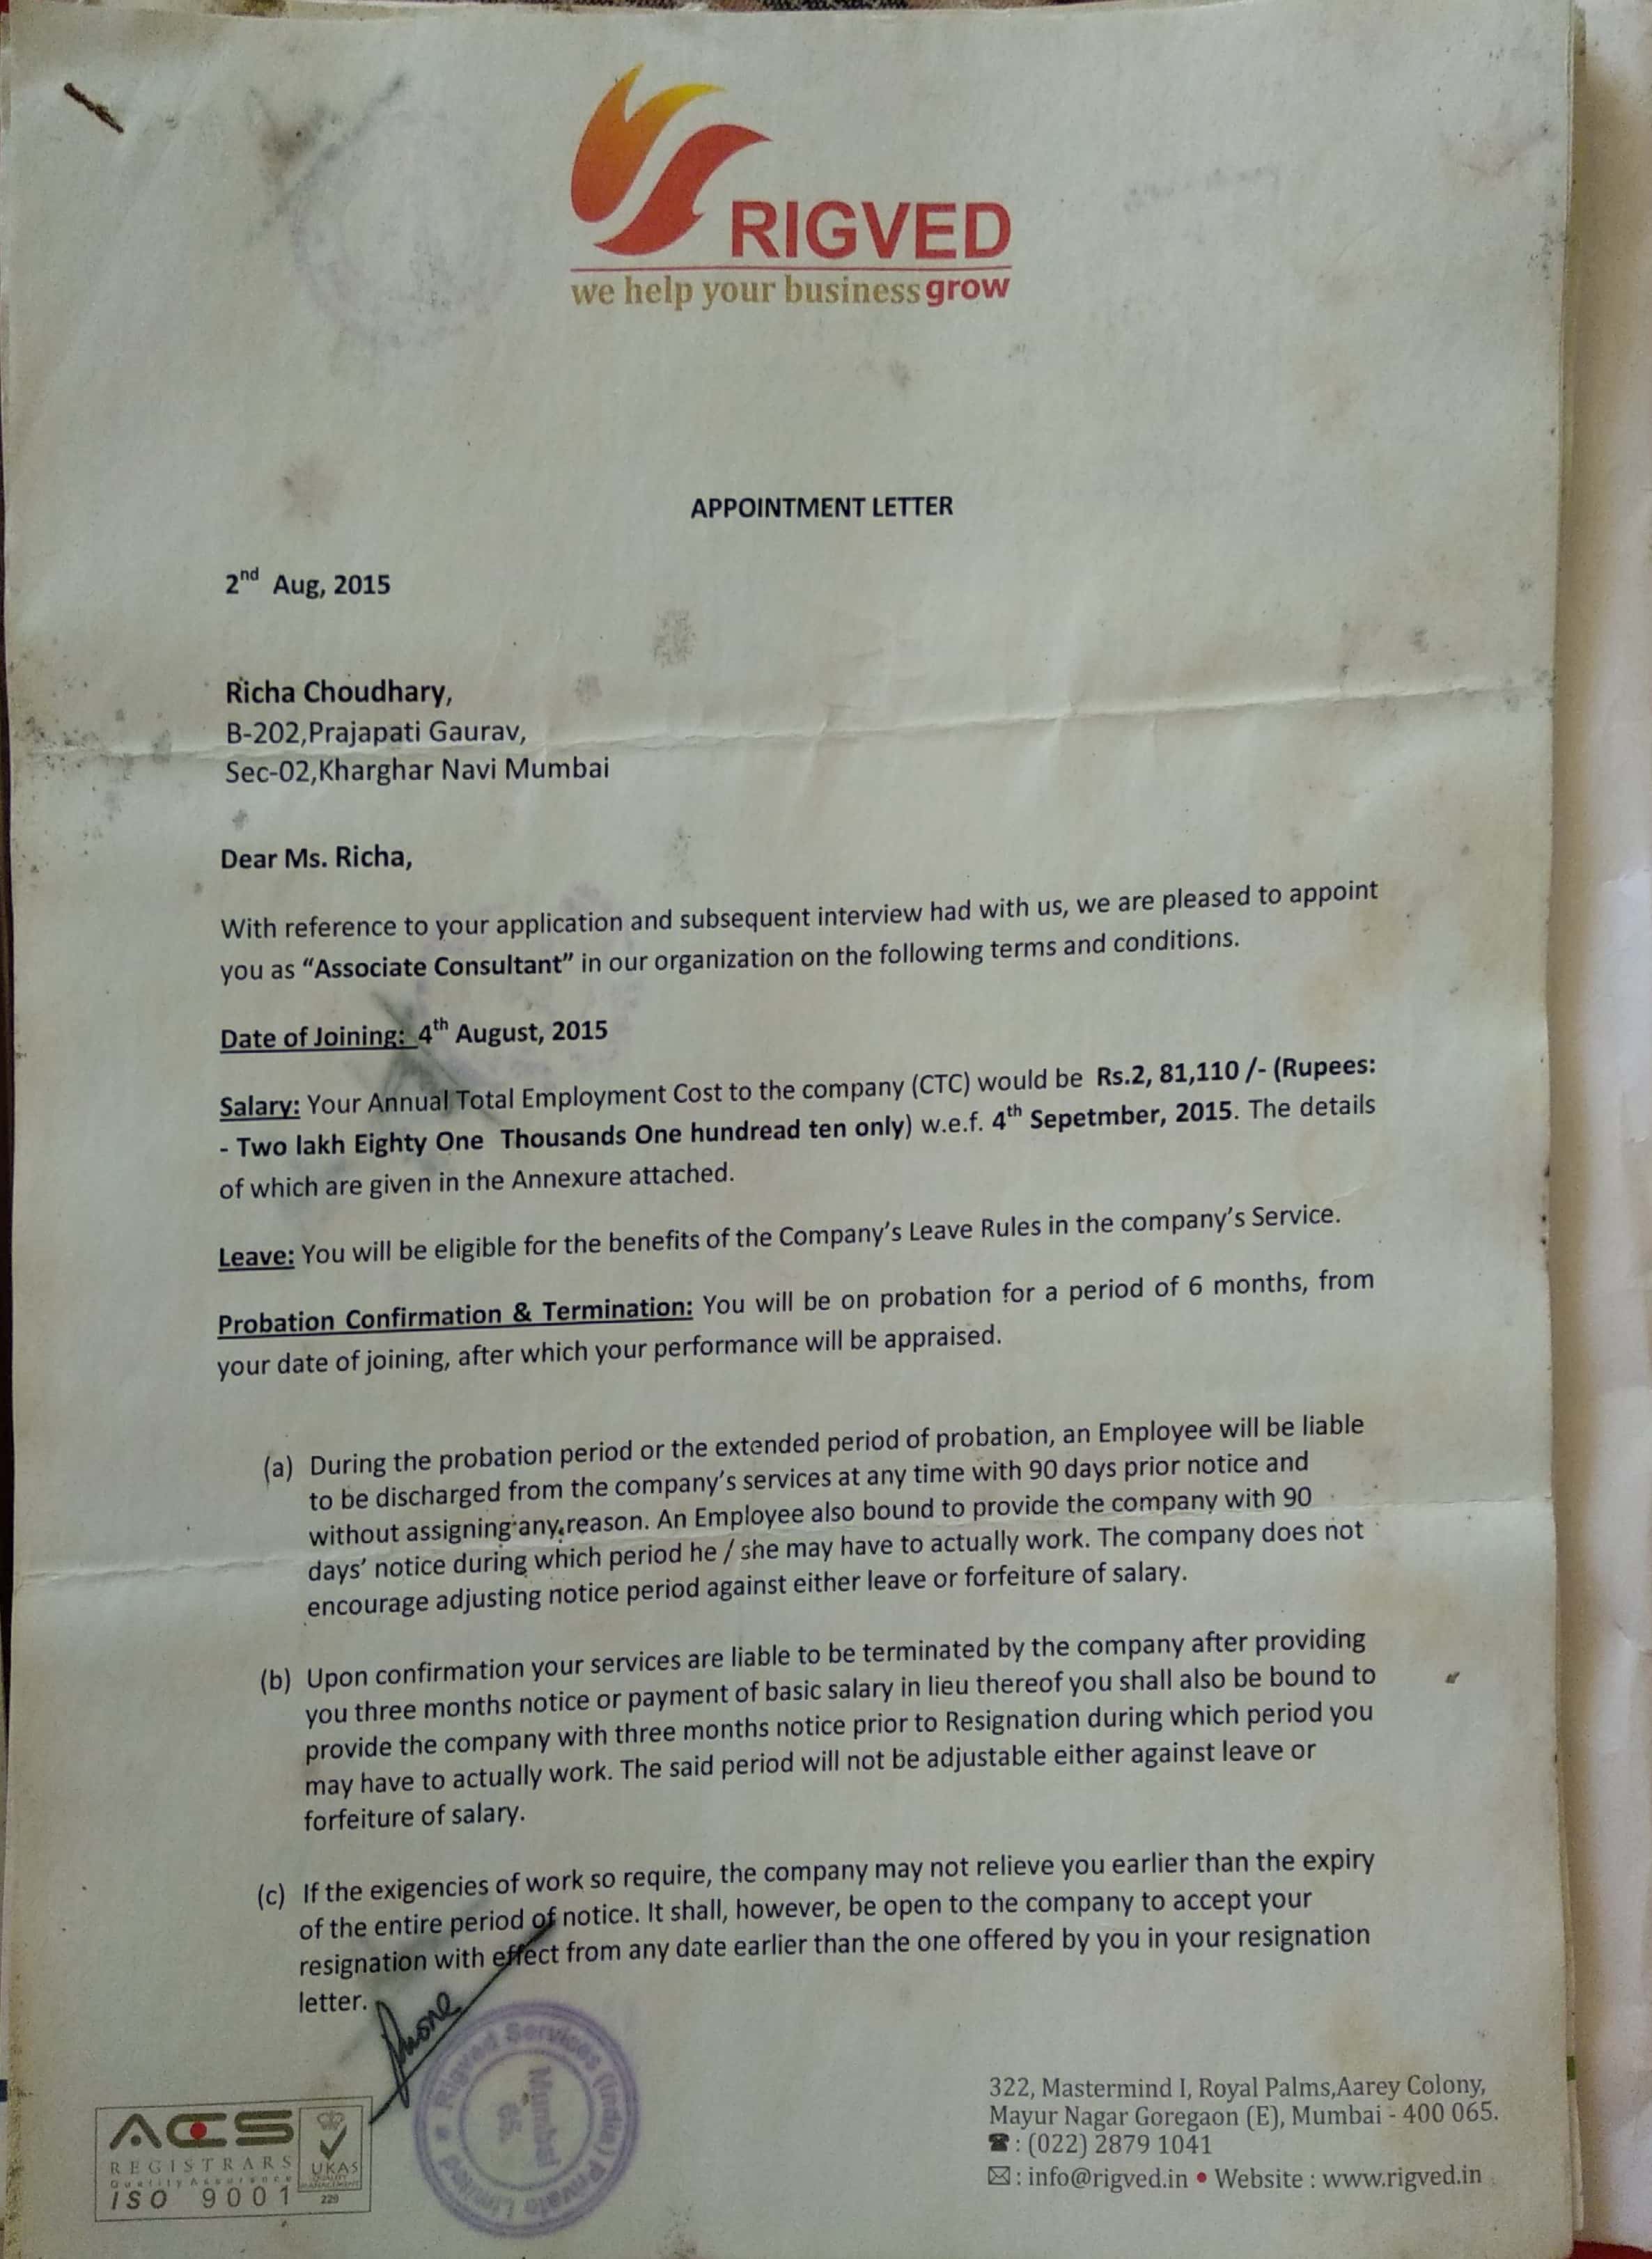 RIGVED
we help your business grow
APPOINTMENT LETTER
2nd Aug, 2015
Richa Choudhary,
B-202,Prajapati Gaurav,
Sec-02,Kharghar Navi Mumbai
Dear Ms. Richa,
With reference to your application and subsequent interview had with us, we are pleased to appoint
you as “Associate Consultant” in our organization on the following terms and conditions.
Date of Joining: 4th August, 2015
Salary: Your Annual Total Employment Cost to the company (CTC) would be Rs.2, 81,110 /- (Rupees:
- Two lakh Eighty One Thousands One hundread ten only) w.e.f. 4th Sepetmber, 2015. The details
of which are given in the Annexure attached.
Leave: You will be eligible for the benefits of the Company’s Leave Rules in the company’s Service.
Probation Confirmation & Termination: You will be on probation for a period of 6 months, from
your date of joining, after which your performance will be appraised.
(a) During the probation period or the extended period of probation, an Employee will be liable
to be discharged from the company’s services at any time with 90 days prior notice and
without assigning any reason. An Employee also bound to provide the company with 90
days’ notice during which period he / she may have to actually work. The company does not
encourage adjusting notice period against either leave or forfeiture of salary.
(b) Upon confirmation your services are liable to be terminated by the company after providing
you three months notice or payment of basic salary in lieu thereof you shall also be bound to
provide the company with three months notice prior to Resignation during which period you
may have to actually work. The said period will not be adjustable either against leave or
forfeiture of salary.
(c) If the exigencies of work so require, the company may not relieve you earlier than the expiry
of the entire period of notice. It shall, however, be open to the company to accept your
resignation with effect from any date earlier than the one offered by you in your resignation
letter.
Rigved Services (India) Private Limited
Mumbai
65
ACS
REGISTRARS
Quality Assurance
ISO 9001
UKAS
QUALITY
MANAGEMENT
229
322, Mastermind I, Royal Palms,Aarey Colony,
Mayur Nagar Goregaon (E), Mumbai - 400 065.
☎ : (022) 2879 1041
✉ : info@rigved.in • Website : www.rigved.in